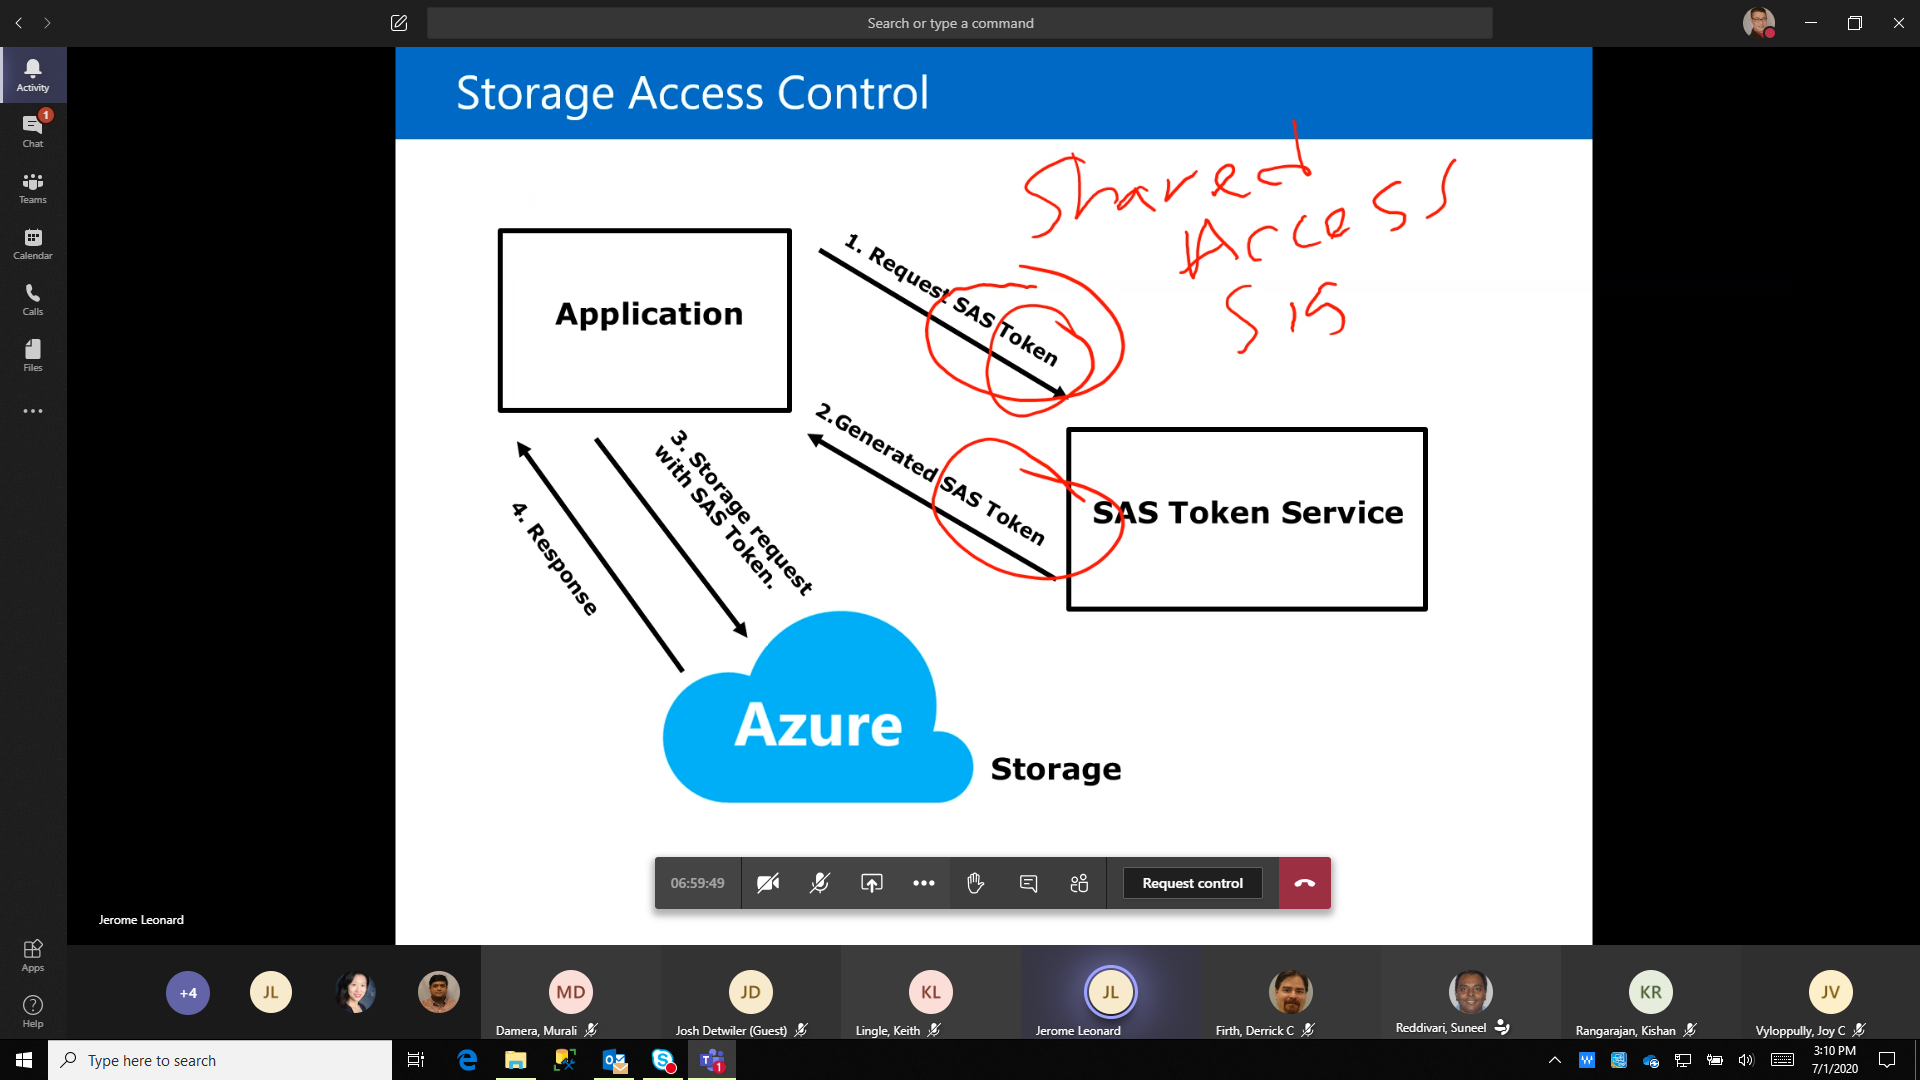 Search or type a command
Activity
1
Chat
Teams
Calendar
Calls
Files
Apps
Help
Storage Access Control
Shared
Access
Sig
Application
1. Request SAS Token
2.Generated SAS Token
SAS Token Service
3. Storage request
with SAS Token.
4. Response
Azure
Storage
06:59:49
Request control
Jerome Leonard
+4
JL
MD
Damera, Murali
JD
Josh Detwiler (Guest)
KL
Lingle, Keith
JL
Jerome Leonard
Firth, Derrick C
Reddivari, Suneel
KR
Rangarajan, Kishan
JV
Vyloppully, Joy C
Type here to search
3:10 PM
7/1/2020